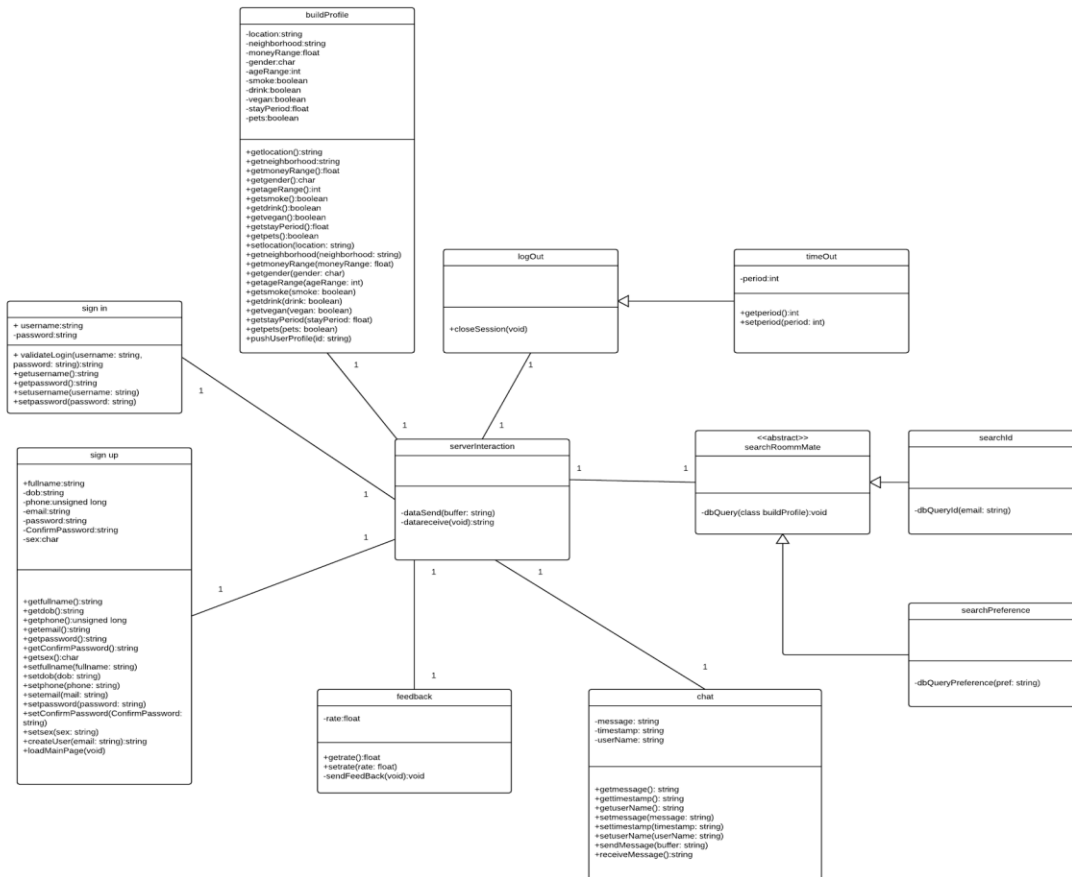 buildProfile
-location:string
-neighborhood:string
-moneyRange:float
-gender:char
-ageRange:int
-smoke:boolean
-drink:boolean
-vegan:boolean
-stayPeriod:float
-pets:boolean
+getlocation():string
+getneighborhood:string
+getmoneyRange():float
+getgender():char
+getageRange():int
+getsmoke():boolean
+getdrink():boolean
+getvegan():boolean
+getstayPeriod():float
+getpets():boolean
+setlocation(location: string)
+getneighborhood(neighborhood: string)
+getmoneyRange(moneyRange: float)
+getgender(gender: char)
+getageRange(ageRange: int)
+getsmoke(smoke: boolean)
+getdrink(drink: boolean)
+getvegan(vegan: boolean)
+getstayPeriod(stayPeriod: float)
+getpets(pets: boolean)
+pushUserProfile(id: string)
logOut
+closeSession(void)
timeOut
-period:int
+getperiod():int
+setperiod(period: int)
sign in
+ username:string
-password:string
+ validateLogin(username: string,
password: string):string
+getusername():string
+getpassword():string
+setusername(username: string)
+setpassword(password: string)
1
1
1
1
1
1
serverInteraction
-dataSend(buffer: string)
-datareceive(void):string
1
1
<<abstract>>
searchRoommMate
-dbQuery(class buildProfile):void
searchId
-dbQueryId(email: string)
sign up
+fullname:string
-dob:string
-phone:unsigned long
-email:string
-password:string
-ConfirmPassword:string
-sex:char
+getfullname():string
+getdob():string
+getphone():unsigned long
+getemail():string
+getpassword():string
+getConfirmPassword():string
+getsex():char
+setfullname(fullname: string)
+setdob(dob: string)
+setphone(phone: string)
+setemail(mail: string)
+setpassword(password: string)
+setConfirmPassword(ConfirmPassword:
string)
+setsex(sex: string)
+createUser(email: string):string
+loadMainPage(void)
1
1
1
1
1
1
searchPreference
-dbQueryPreference(pref: string)
feedback
-rate:float
+getrate():float
+setrate(rate: float)
-sendFeedBack(void):void
chat
-message: string
-timestamp: string
-userName: string
+getmessage(): string
+gettimestamp(): string
+getuserName(): string
+setmessage(message: string)
+settimestamp(timestamp: string)
+setuserName(userName: string)
+sendMessage(buffer: string)
+receiveMessage():string